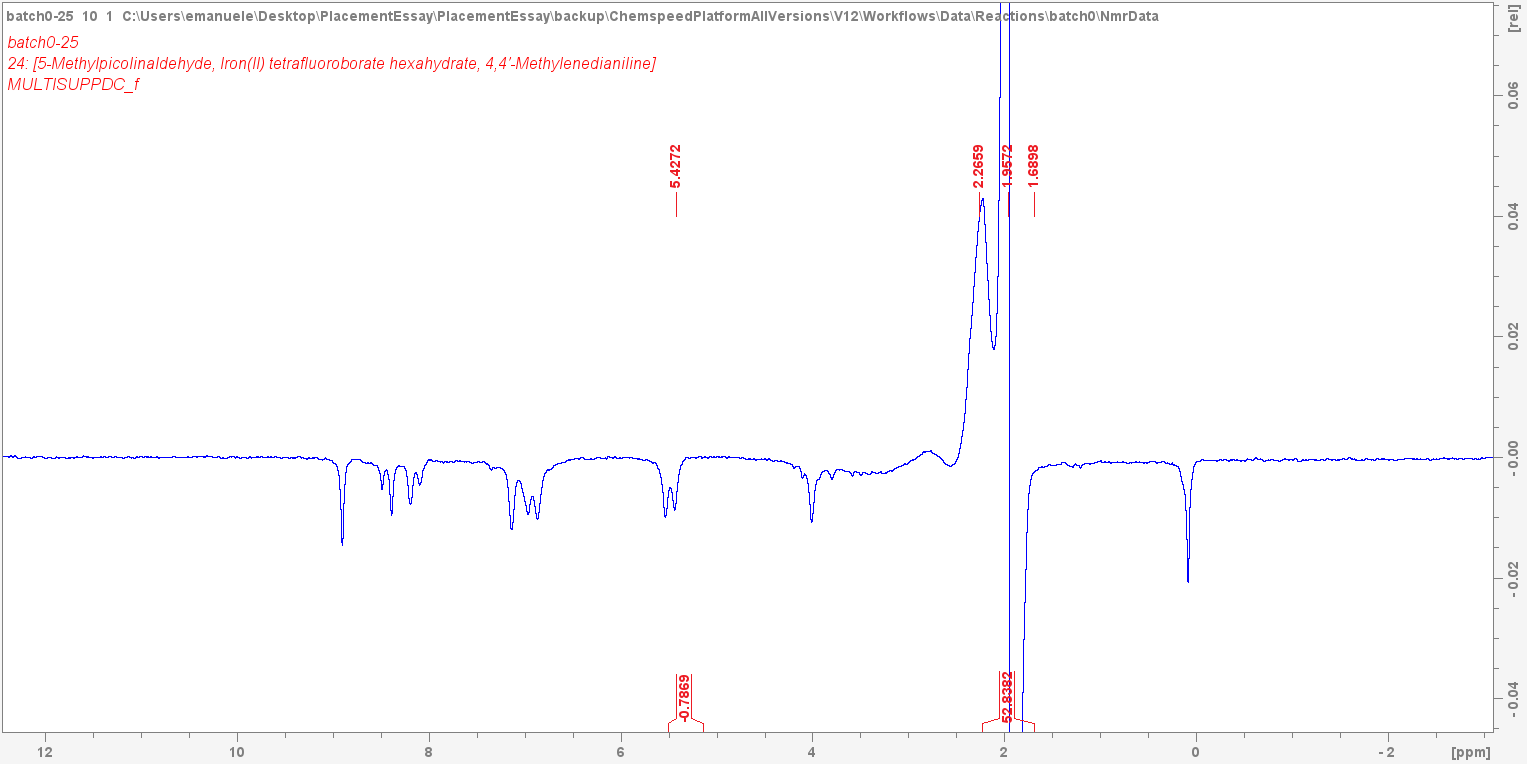 batch0-25 10 1 C:\Users\emanuele\Desktop\PlacementEssay\PlacementEssay\backup\ChemspeedPlatformAllVersions\V12\Workflows\Data\Reactions\batch0\NmrData
batch0-25
24: [5-Methylpicolinaldehyde, Iron(II) tetrafluoroborate hexahydrate, 4,4'-Methylenedianiline]
MULTISUPPDC_f
[rel]
0.06
0.04
0.02
-0.00
-0.02
-0.04
5.4272
2.2659
1.9572
1.6898
-0.7869
52.8382
12 10 8 6 4 2 0 -2 [ppm]